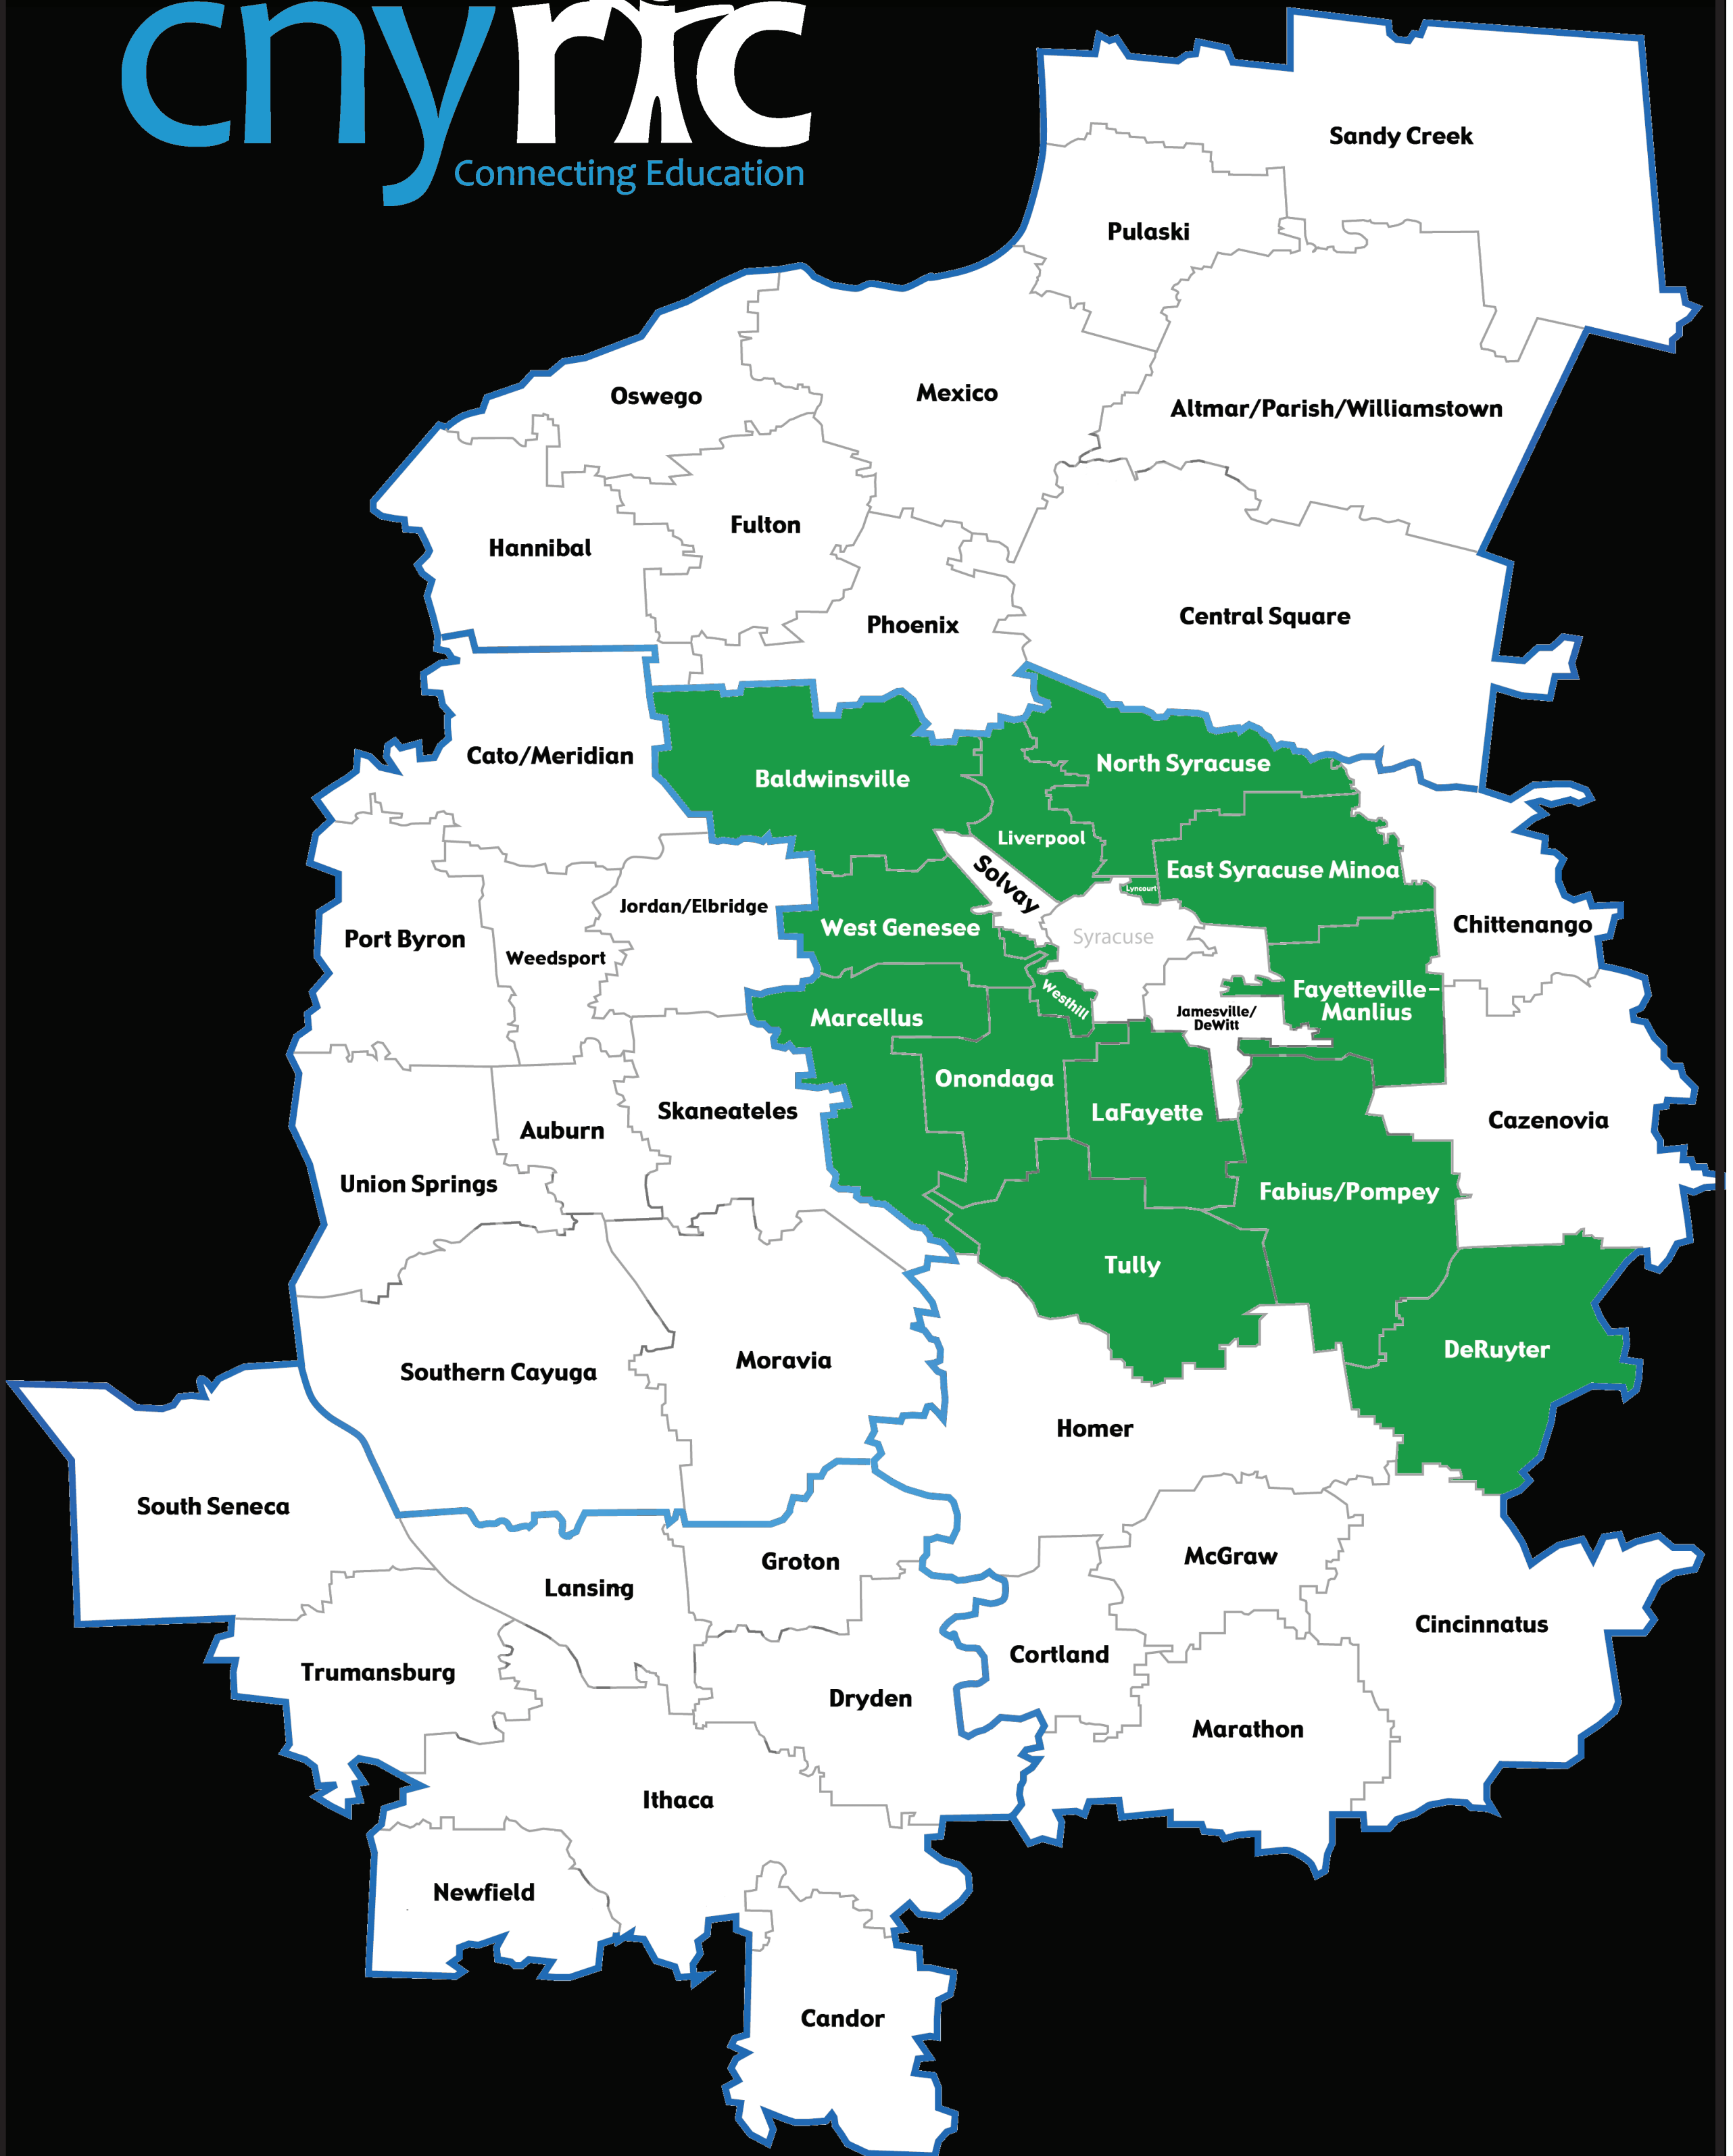 cnyric
Connecting Education
Sandy Creek
Pulaski
Oswego
Mexico
Altmar/Parish/Williamstown
Fulton
Hannibal
Phoenix
Central Square
Cato/Meridian
Baldwinsville
North Syracuse
Liverpool
Solvay
East Syracuse Minoa
Lyncourt
Jordan/Elbridge
Port Byron
Weedsport
West Genesee
Syracuse
Chittenango
Westhill
Fayetteville-
Manlius
Marcellus
Jamesville/
DeWitt
Onondaga
Skaneateles
LaFayette
Auburn
Cazenovia
Union Springs
Fabius/Pompey
Tully
DeRuyter
Southern Cayuga
Moravia
Homer
South Seneca
Groton
McGraw
Lansing
Cincinnatus
Cortland
Trumansburg
Dryden
Marathon
Ithaca
Newfield
Candor